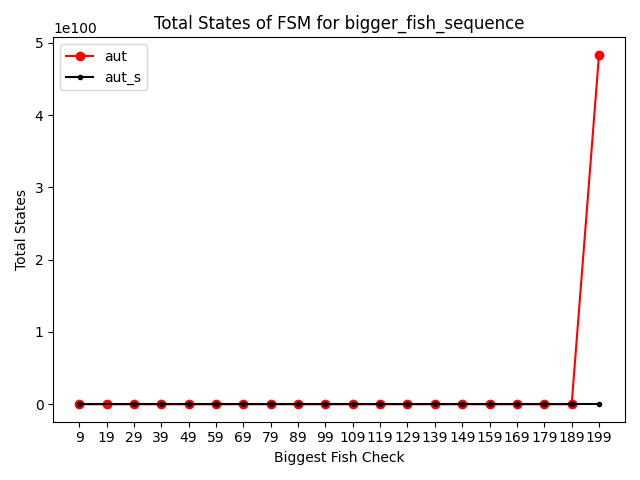 Total States of FSM for bigger_fish_sequence
1e100
aut
aut_s
5
4
3
2
1
0
Total States
9 19 29 39 49 59 69 79 89 99 109 119 129 139 149 159 169 179 189 199
Biggest Fish Check